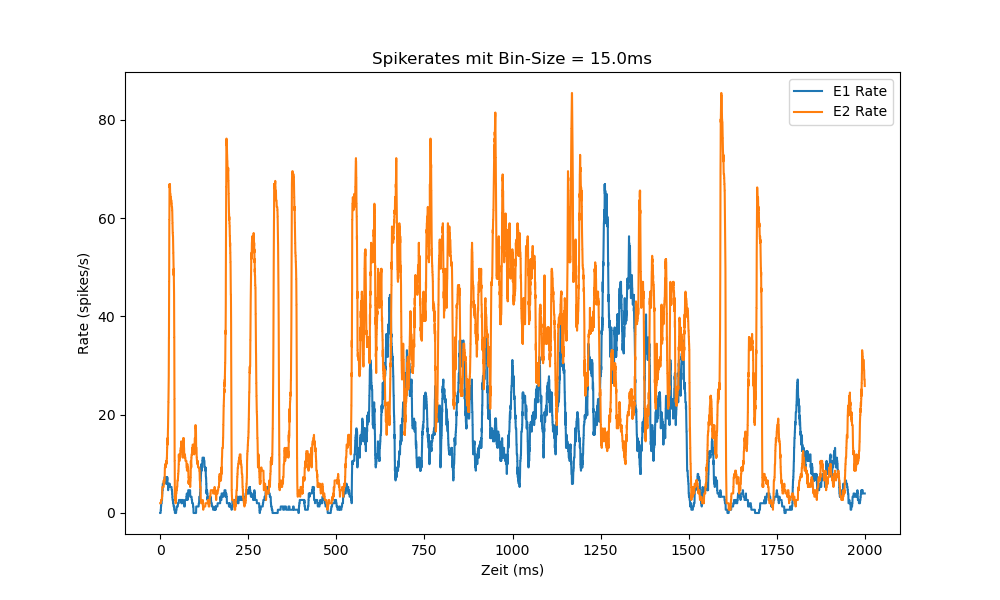 Spikerates mit Bin-Size = 15.0ms
E1 Rate
E2 Rate
Rate (spikes/s)
80
60
40
20
0
0 250 500 750 1000 1250 1500 1750 2000
Zeit (ms)